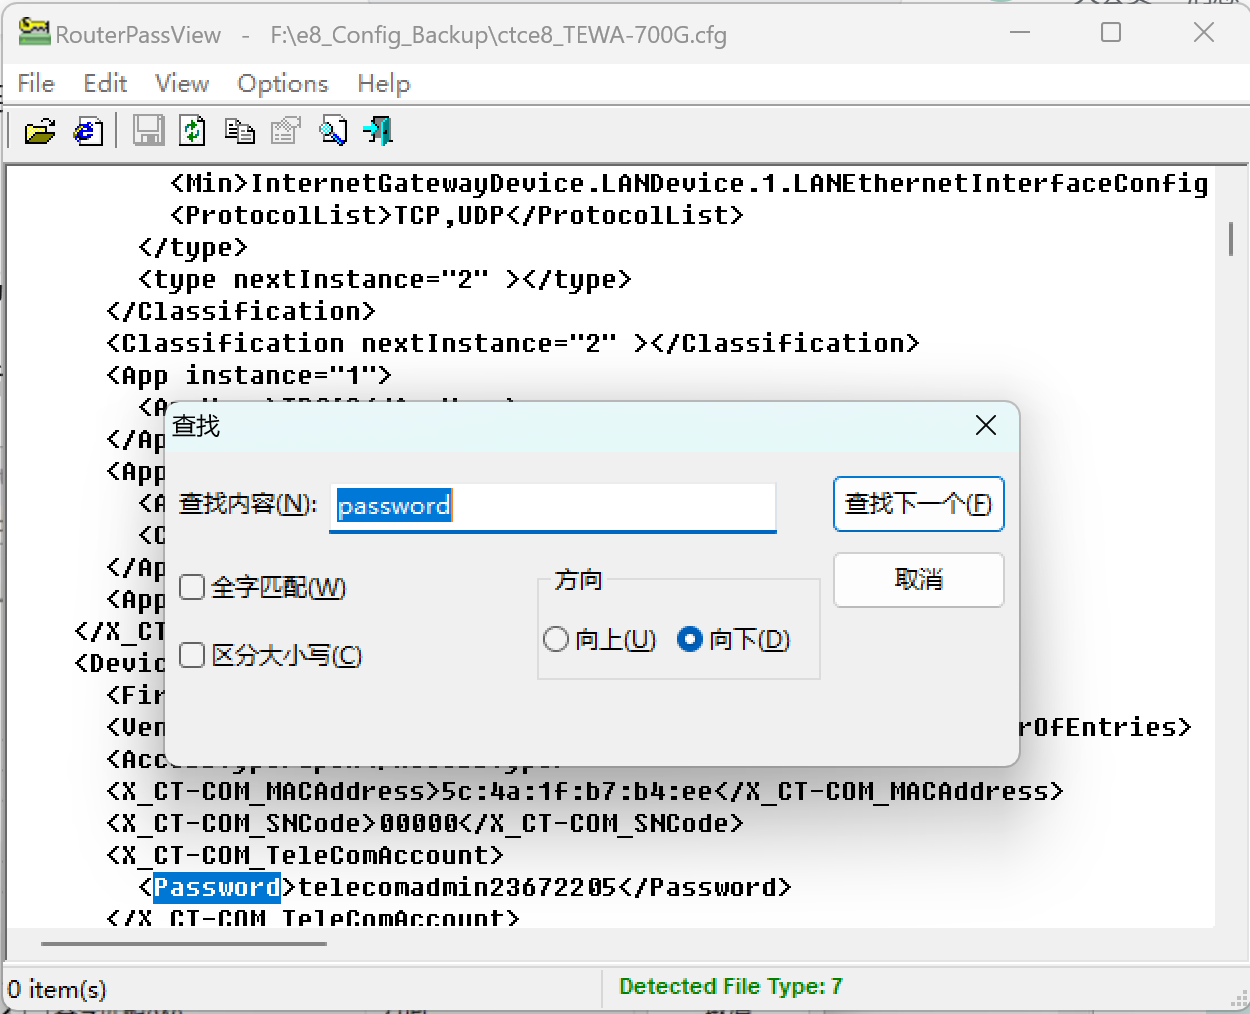 RouterPassView - F:\e8_Config_Backup\ctce8_TEWA-700G.cfg
File Edit View Options Help
<Min>InternetGatewayDevice.LANDevice.1.LANEthernetInterfaceConfig
<ProtocolList>TCP,UDP</ProtocolList>
</type>
<type nextInstance="2" ></type>
</Classification>
<Classification nextInstance="2" ></Classification>
<App instance="1">
</Ap
<App
<A
<C
</Ap
<App
</X_CT
<Devic
<Fir
<Ven
rOfEntries>
<Acc
<X_CT-COM_MACAddress>5c:4a:1f:b7:b4:ee</X_CT-COM_MACAddress>
<X_CT-COM_SNCode>00000</X_CT-COM_SNCode>
<X_CT-COM_TeleComAccount>
<Password>telecomadmin23672205</Password>
</X_CT-COM_TeleComAccount>
查找
查找内容(N): password
查找下一个(F)
取消
全字匹配(W)
区分大小写(C)
方向
向上(U) 向下(D)
0 item(s)
Detected File Type: 7